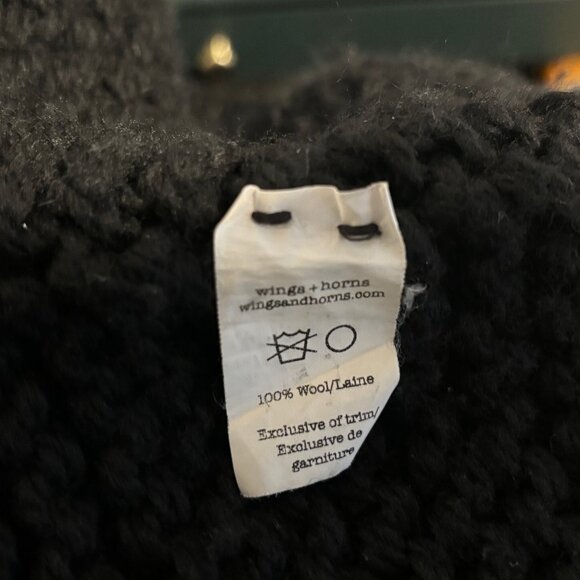 wings + horns
wingsandhorns.com
100% Wool/Laine
Exclusive of trim/
Exclusive de
garniture